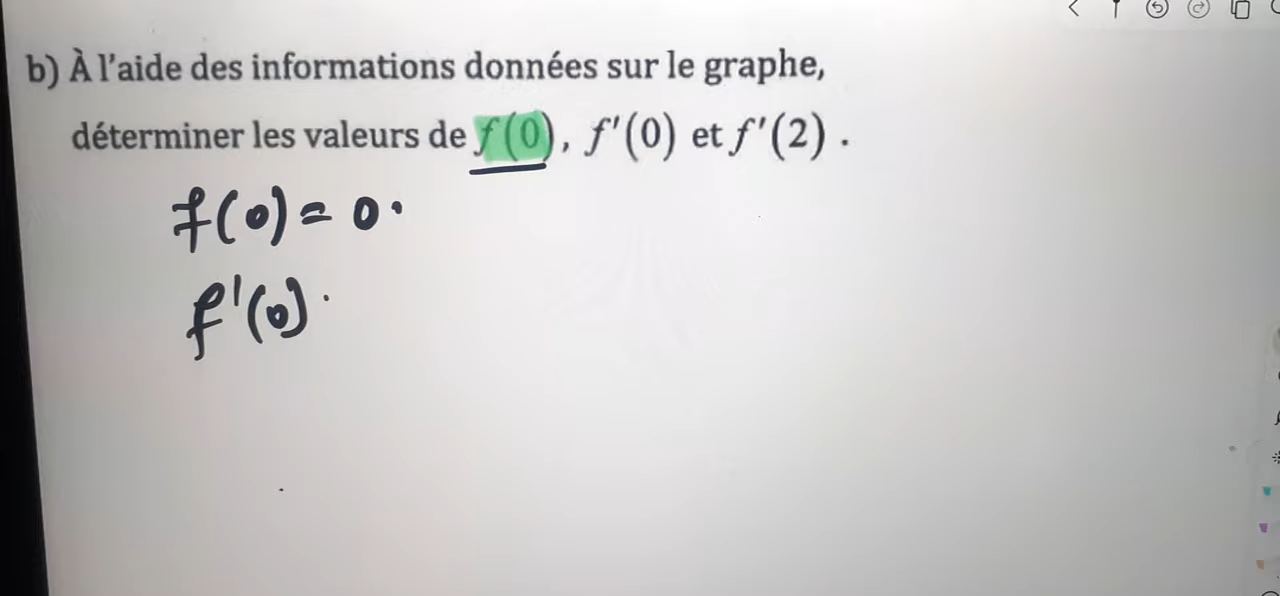 b) À l'aide des informations données sur le graphe,
déterminer les valeurs de f(0), f'(0) et f'(2) .
f(0) = 0.
f'(0).